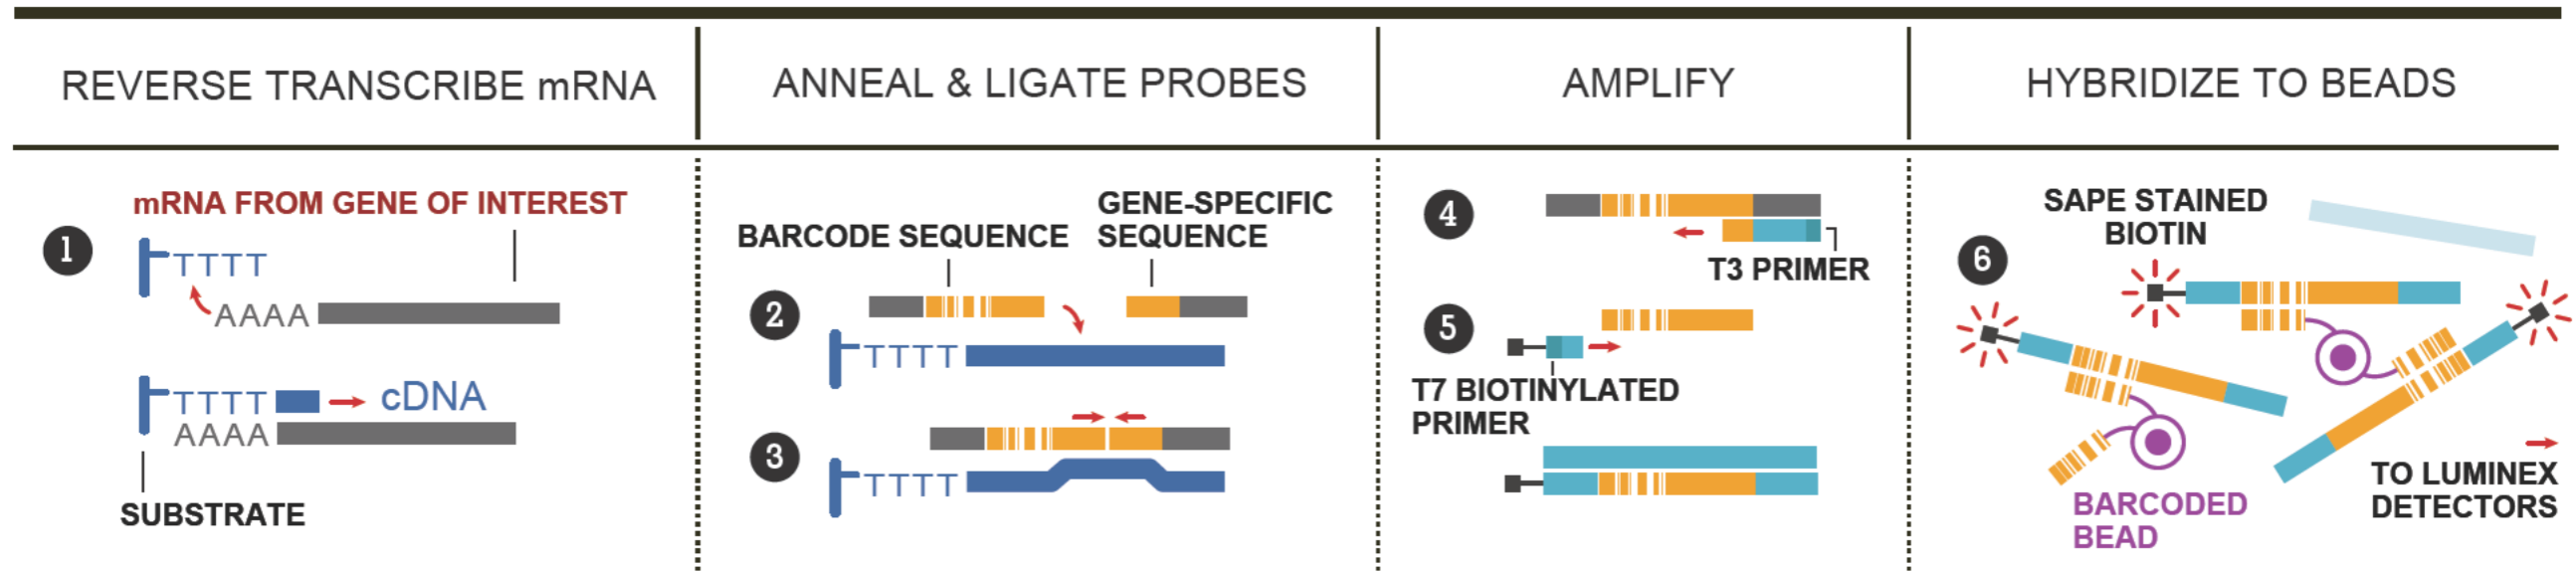 REVERSE TRANSCRIBE mRNA
ANNEAL & LIGATE PROBES
AMPLIFY
HYBRIDIZE TO BEADS
1
mRNA FROM GENE OF INTEREST
TTTT
AAAA
TTTT
cDNA
AAAA
SUBSTRATE
BARCODE SEQUENCE
GENE-SPECIFIC
SEQUENCE
2
TTTT
3
TTTT
4
T3 PRIMER
5
T7 BIOTINYLATED
PRIMER
6
SAPE STAINED
BIOTIN
BARCODED
BEAD
TO LUMINEX
DETECTORS